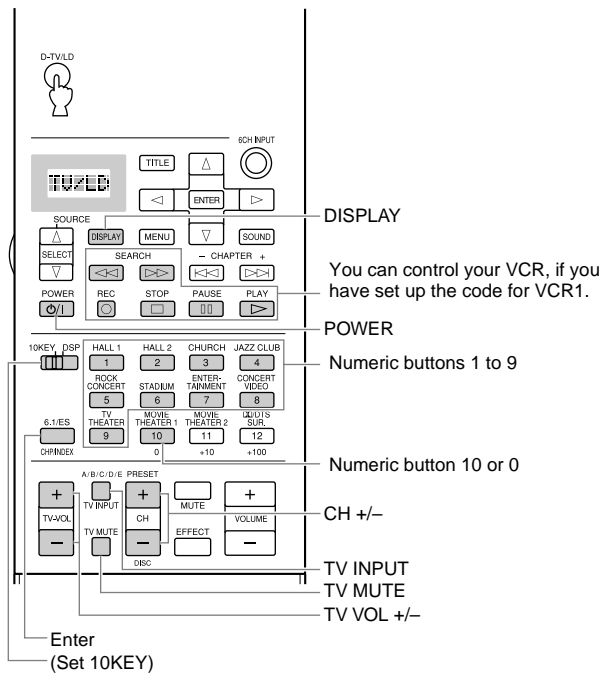 D-TV/LD
6CH INPUT
TITLE
TV/LD
ENTER
SOURCE
SELECT
DISPLAY
MENU
SOUND
SEARCH
– CHAPTER +
POWER
REC
STOP
PAUSE
PLAY
10KEY
DSP
HALL 1
HALL 2
CHURCH
JAZZ CLUB
1
2
3
4
ROCK CONCERT
STADIUM
ENTER-TAINMENT
CONCERT VIDEO
5
6
7
8
6.1/ES
TV THEATER
MOVIE THEATER 1
MOVIE THEATER 2
DTS SUR.
9
10
11
12
CHP/INDEX
0
+10
+100
A/B/C/D/E
PRESET
+
TV-VOL
–
TV INPUT
TV MUTE
+
CH
–
DISC
MUTE
EFFECT
+
VOLUME
–
DISPLAY
You can control your VCR, if you
have set up the code for VCR1.
POWER
Numeric buttons 1 to 9
Numeric button 10 or 0
CH +/–
TV INPUT
TV MUTE
TV VOL +/–
Enter
(Set 10KEY)